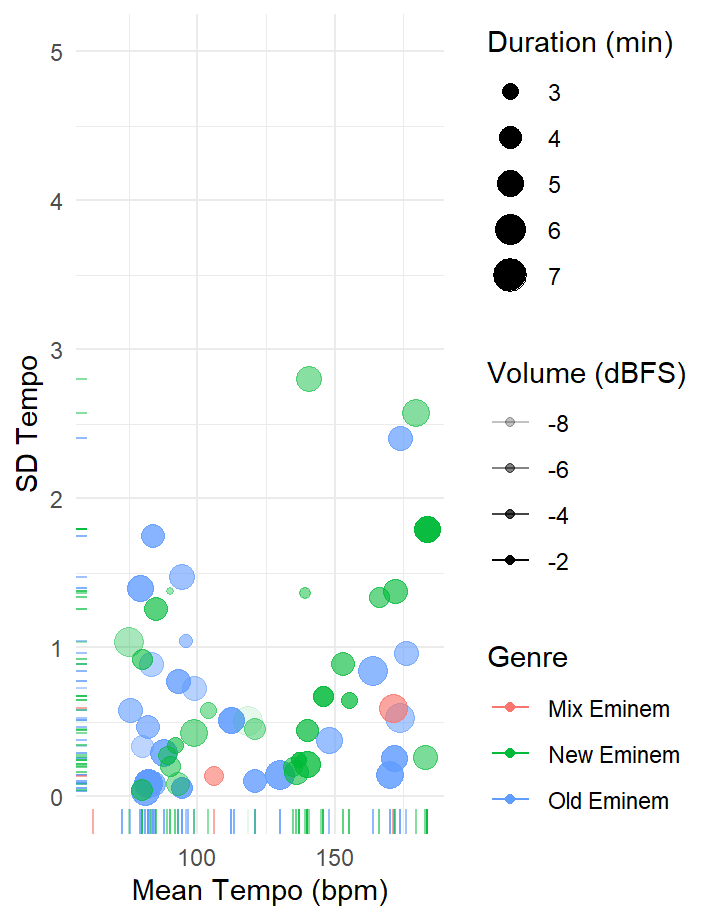 5
4
3
2
1
0
SD Tempo
100 150
Mean Tempo (bpm)
Duration (min)
3
4
5
6
7
Volume (dBFS)
-8
-6
-4
-2
Genre
Mix Eminem
New Eminem
Old Eminem